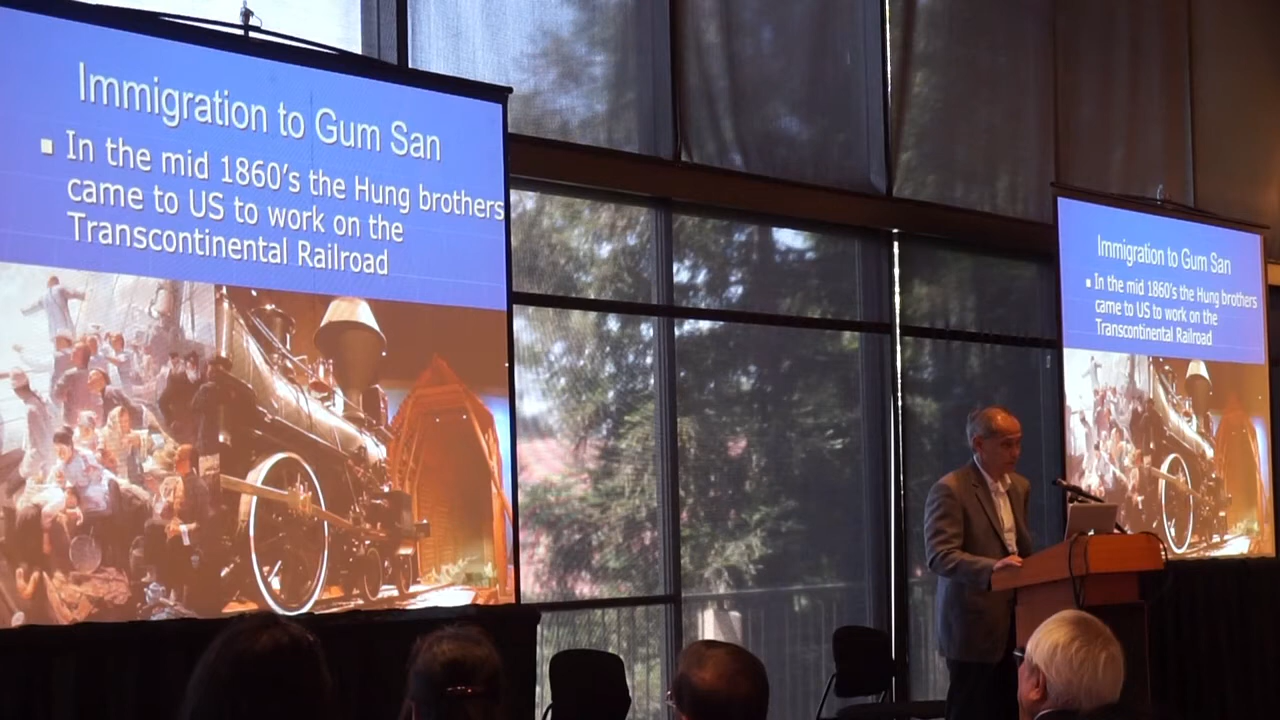 Immigration to Gum San
In the mid 1860's the Hung brothers
came to US to work on the
Transcontinental Railroad
Immigration to Gum San
In the mid 1860's the Hung brothers
came to US to work on the
Transcontinental Railroad